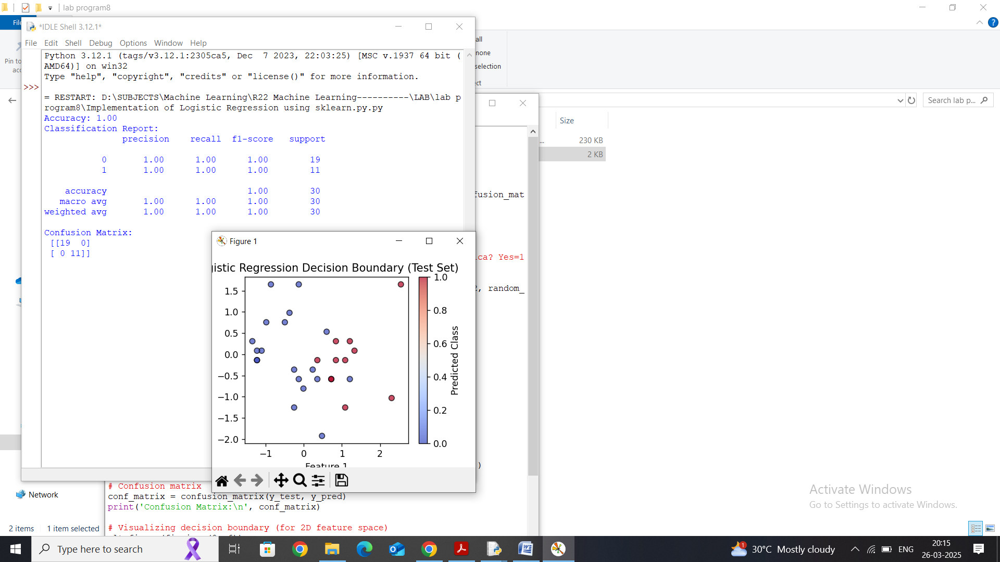 lab program8
File
*IDLE Shell 3.12.1*
File Edit Shell Debug Options Window Help
Python 3.12.1 (tags/v3.12.1:2305ca5, Dec  7 2023, 22:03:25) [MSC v.1937 64 bit (
AMD64)] on win32
Type "help", "copyright", "credits" or "license()" for more information.
>>>
= RESTART: D:\SUBJECTS\Machine Learning\R22 Machine Learning----------\LAB\lab p
rogram8\Implementation of Logistic Regression using sklearn.py.py
Accuracy: 1.00
Classification Report:
precision    recall  f1-score   support
0       1.00      1.00      1.00        19
1       1.00      1.00      1.00        11
accuracy                           1.00        30
macro avg       1.00      1.00      1.00        30
weighted avg       1.00      1.00      1.00        30
Confusion Matrix:
[[19  0]
[ 0 11]]
Pin to
all
none
selection
Search lab p...
Size
230 KB
2 KB
fusion_mat
ca? Yes=1
, random_
)
Figure 1
gistic Regression Decision Boundary (Test Set)
1.5
1.0
0.5
0.0
−0.5
−1.0
−1.5
−2.0
−1 0 1 2
Feature 1
1.0
0.8
0.6
0.4
0.2
0.0
Predicted Class
# Confusion matrix
conf_matrix = confusion_matrix(y_test, y_pred)
print('Confusion Matrix:\n', conf_matrix)
# Visualizing decision boundary (for 2D feature space)
Network
2 items 1 item selected
Activate Windows
Go to Settings to activate Windows.
Type here to search
1
30°C Mostly cloudy
ENG
20:15
26-03-2025